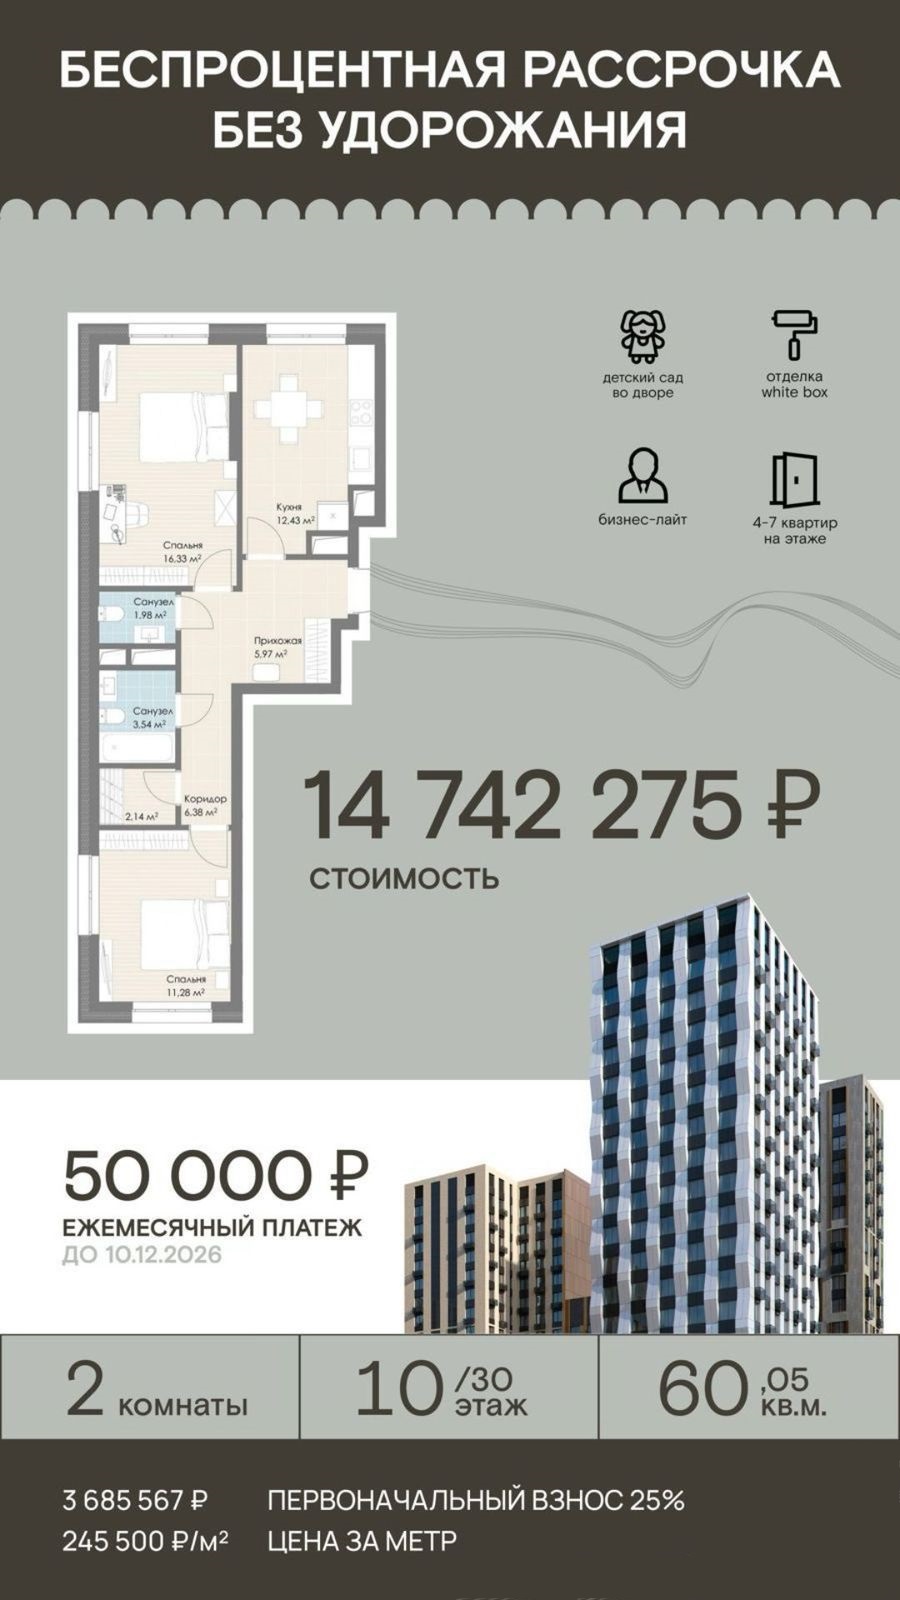 БЕСПРОЦЕНТНАЯ РАССРОЧКА
БЕЗ УДОРОЖАНИЯ
детский сад
во дворе
отделка
white box
бизнес-лайт
4-7 квартир
на этаже
Кухня
12.43 м²
Спальня
16.33 м²
Санузел
1.98 м²
Прихожая
5.97 м²
Санузел
3.54 м²
2.14 м²
Коридор
6.38 м²
Спальня
11,28 м²
14 742 275 ₽
СТОИМОСТЬ
50 000 ₽
ЕЖЕМЕСЯЧНЫЙ ПЛАТЕЖ
ДО 10.12.2026
2 комнаты
10 /30 этаж
60 ,05 кв.м.
3 685 567 ₽ ПЕРВОНАЧАЛЬНЫЙ ВЗНОС 25%
245 500 ₽/м² ЦЕНА ЗА МЕТР